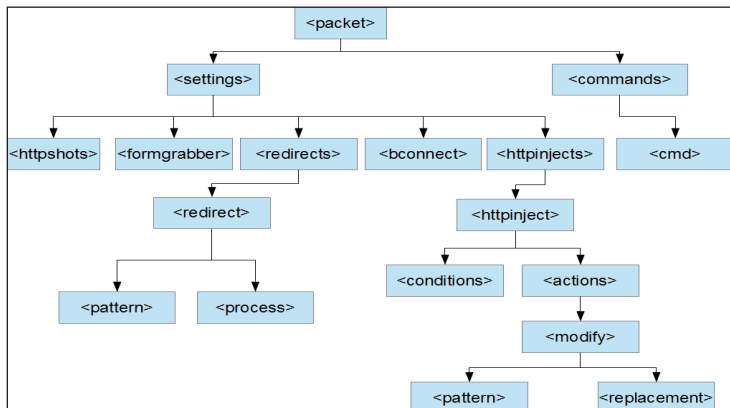 <packet>
<settings>
<commands>
<httpshots>
<formgrabber>
<redirects>
<bconnect>
<httpinjects>
<cmd>
<redirect>
<httpinject>
<pattern>
<process>
<conditions>
<actions>
<modify>
<pattern>
<replacement>